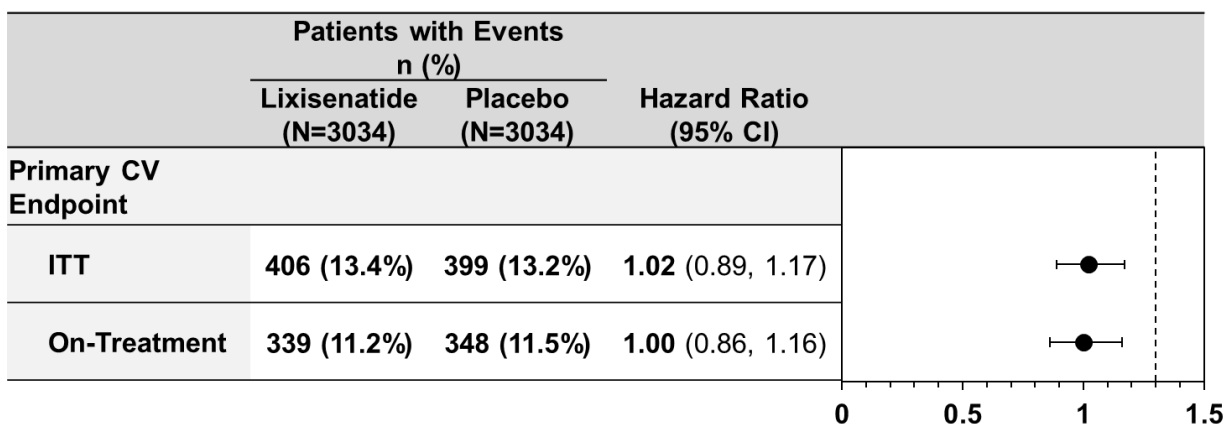 Patients with Events
n (%)
Lixisenatide Placebo Hazard Ratio
(N=3034) (N=3034) (95% CI)
Primary CV
Endpoint
ITT 406 (13.4%) 399 (13.2%) 1.02 (0.89, 1.17)
On-Treatment 339 (11.2%) 348 (11.5%) 1.00 (0.86, 1.16)
0 0.5 1 1.5